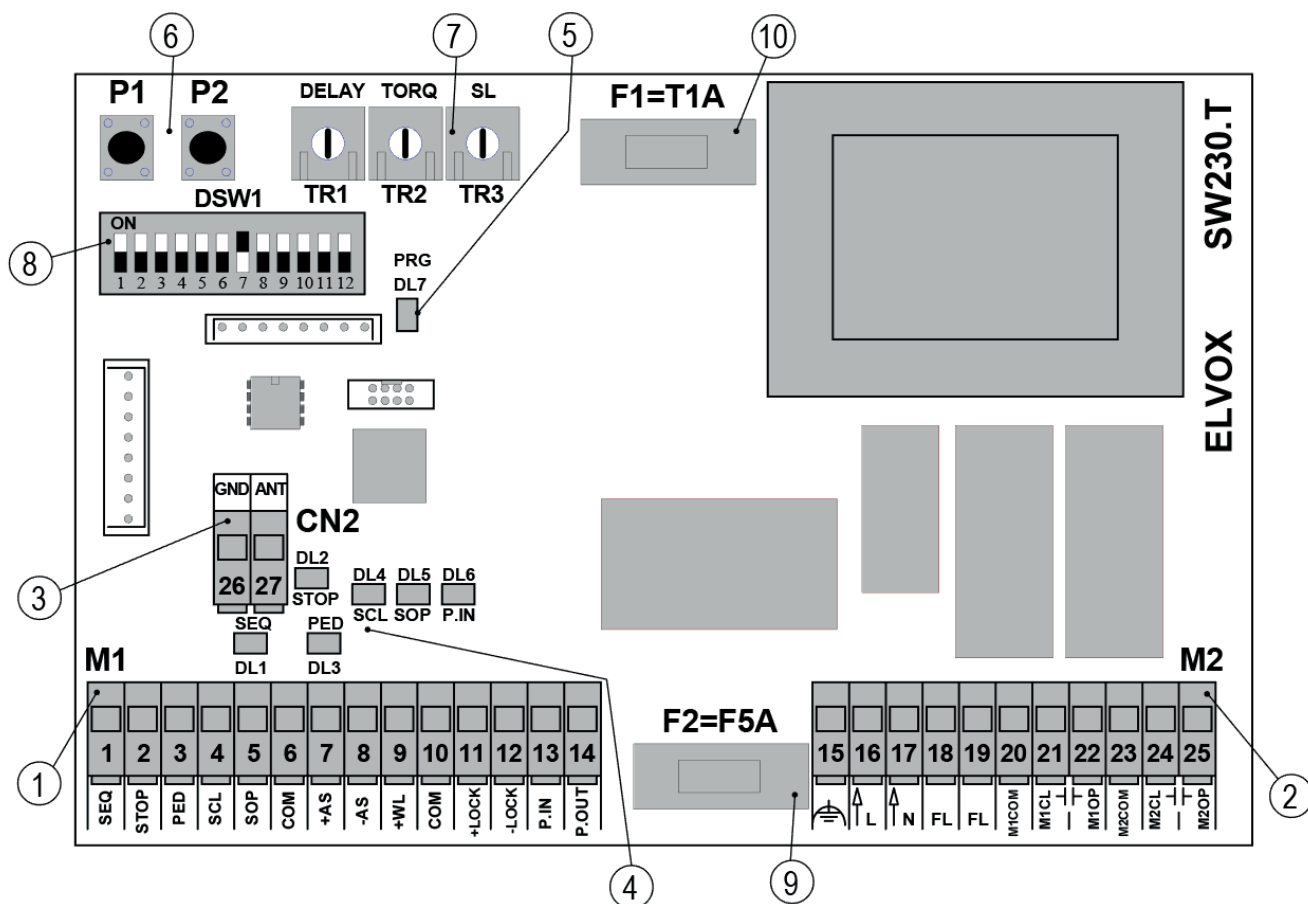 6
7
5
10
P1
P2
DELAY
TORQ
SL
F1=T1A
TR1
TR2
TR3
DSW1
ON
1 2 3 4 5 6 7 8 9 10 11 12
8
PRG
DL7
SW230.T
ELVOX
GND
ANT
CN2
26
27
3
DL2
STOP
DL4
SCL
DL5
SOP
DL6
P.IN
SEQ
DL1
PED
DL3
M1
M2
F2=F5A
1
1 2 3 4 5 6 7 8 9 10 11 12 13 14
SEQ
STOP
PED
SCL
SOP
COM
+AS
-AS
+WL
COM
+LOCK
-LOCK
P.IN
P.OUT
15 16 17 18 19 20 21 22 23 24 25
L
N
FL
FL
M1COM
M1CL
M1OP
M2COM
M2CL
M2OP
2
4
9